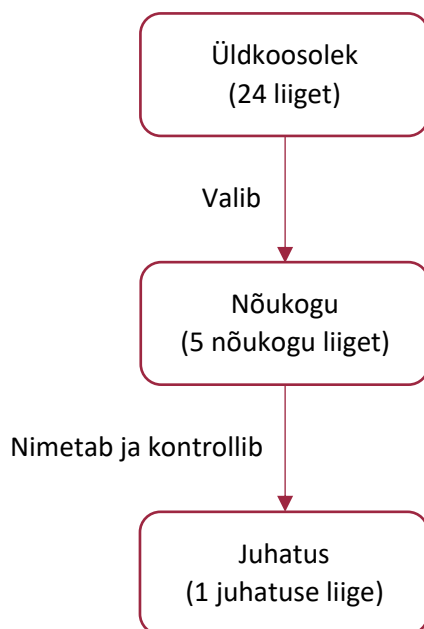 Üldkoosolek
(24 liiget)
Valib
Nõukogu
(5 nõukogu liiget)
Nimetab ja kontrollib
Juhatus
(1 juhatuse liige)